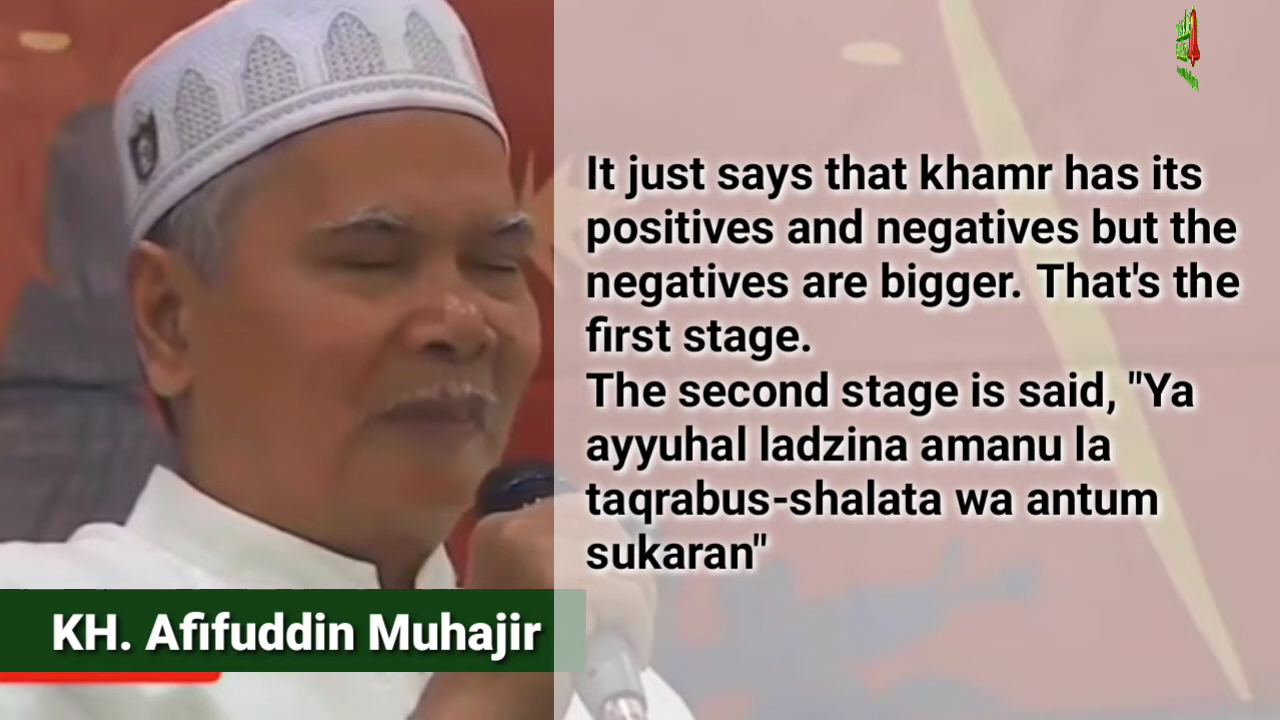 It just says that khamr has its
positives and negatives but the
negatives are bigger. That's the
first stage.
The second stage is said, "Ya
ayyuhal ladzina amanu la
taqrabus-shalata wa antum
sukaran"
KH. Afifuddin Muhajir